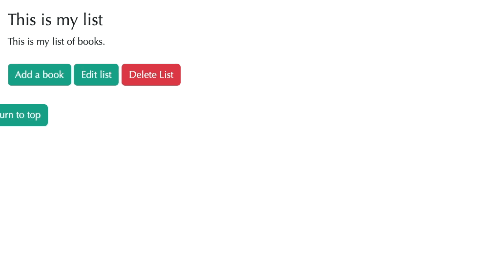 This is my list
This is my list of books.
Add a book Edit list Delete List
urn to top